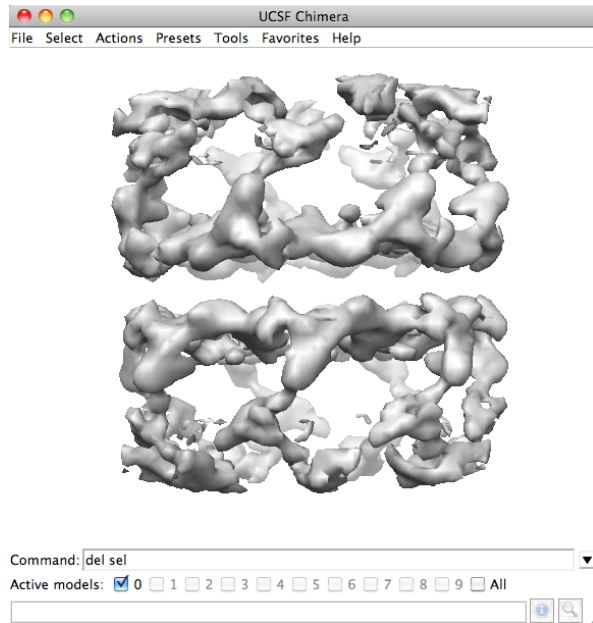 UCSF Chimera
File Select Actions Presets Tools Favorites Help
Command: del sel
Active models: 0 1 2 3 4 5 6 7 8 9 All